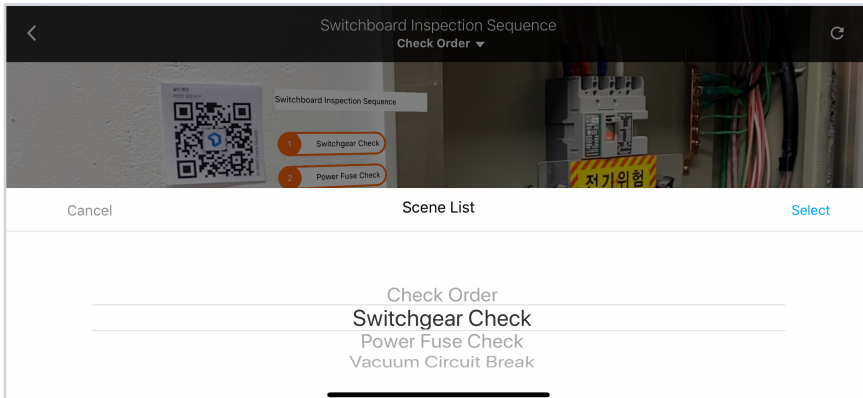 Switchboard Inspection Sequence
Check Order
Switchboard Inspection Sequence
1 Switchgear Check
2 Power Fuse Check
전기위험
Cancel
Scene List
Select
Check Order
Switchgear Check
Power Fuse Check
Vacuum Circuit Break